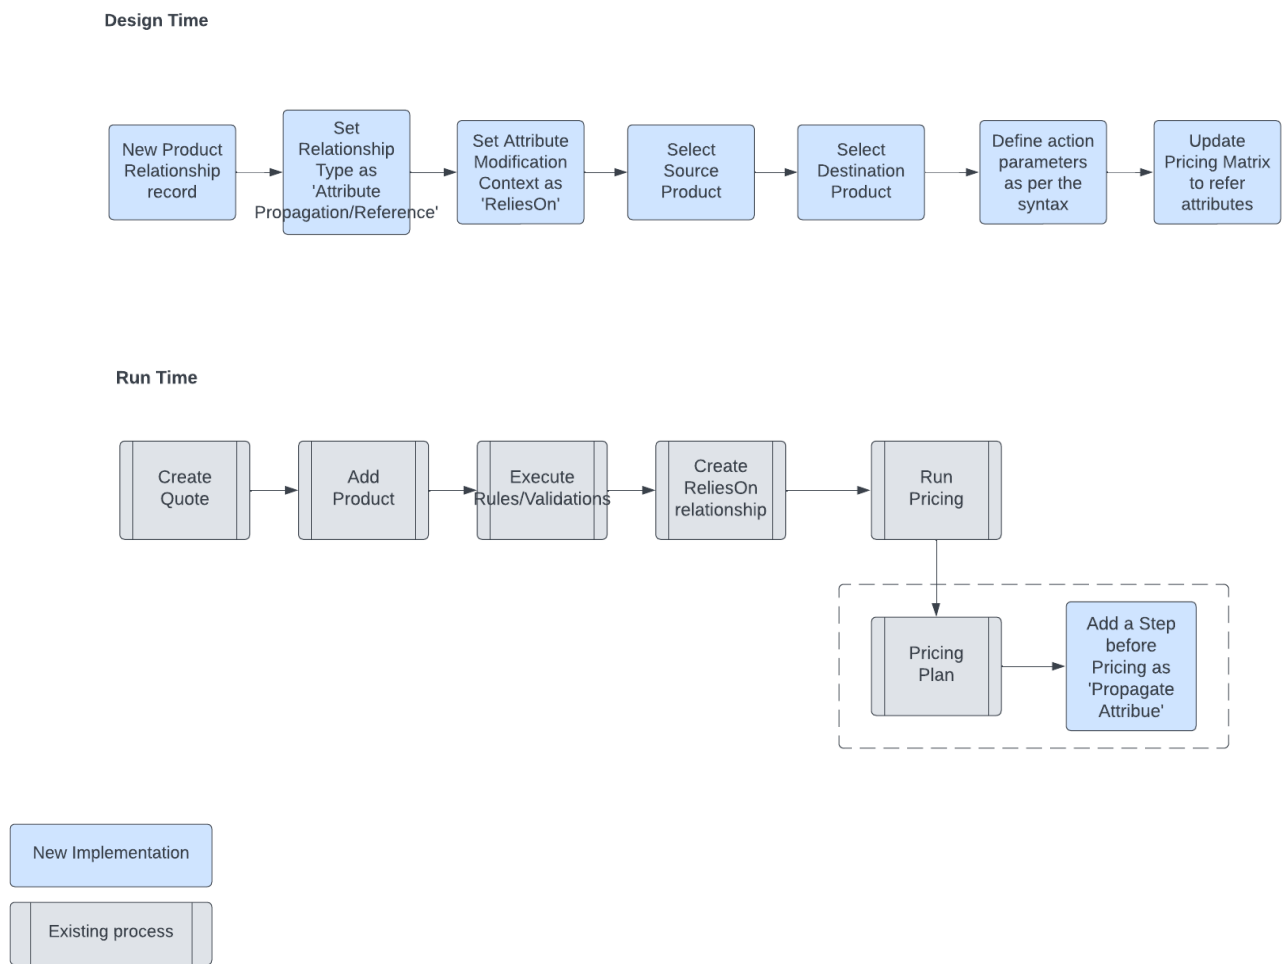 Design Time
New Product
Relationship
record
Set
Relationship
Type as
'Attribute
Propagation/Reference'
Set Attribute
Modification
Context as
'ReliesOn'
Select
Source
Product
Select
Destination
Product
Define action
parameters
as per the
syntax
Update
Pricing Matrix
to refer
attributes
Run Time
Create
Quote
Add
Product
Execute
Rules/Validations
Create
ReliesOn
relationship
Run
Pricing
Pricing
Plan
Add a Step
before
Pricing as
'Propagate
Attribue'
New Implementation
Existing process